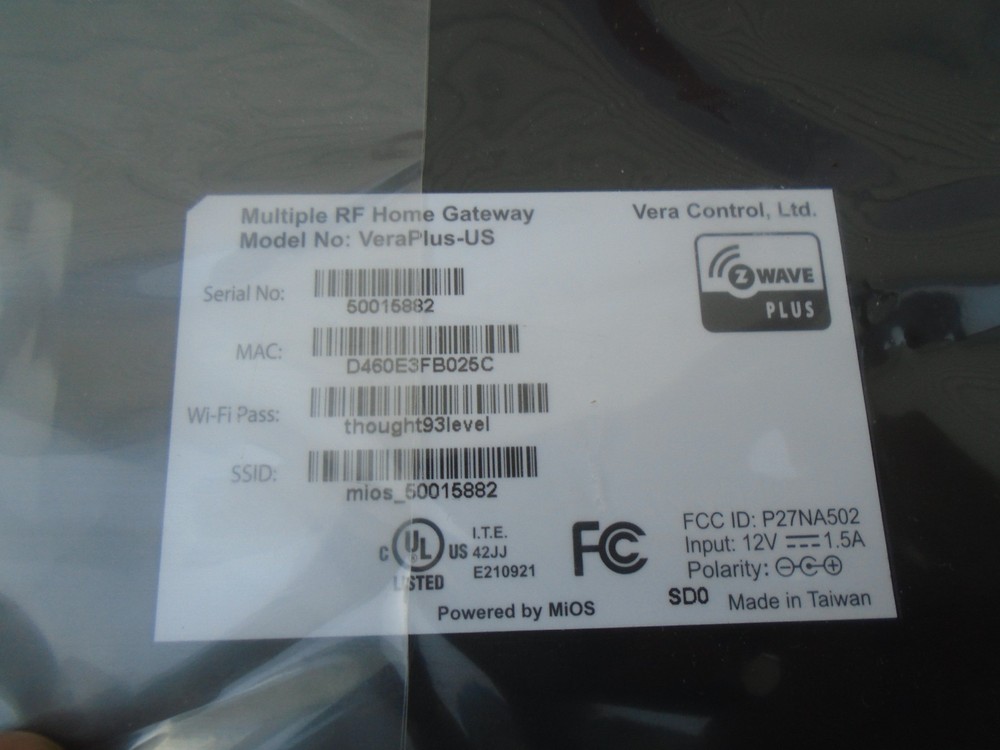 Multiple RF Home Gateway
Model No: VeraPlus-US
Vera Control, Ltd.
Z WAVE
PLUS
Serial No:
50015882
MAC:
D460E3FB025C
Wi-Fi Pass:
thought93level
SSID:
mios_50015882
C UL US
LISTED
I.T.E.
42JJ
E210921
FC
FCC ID: P27NA502
Input: 12V 1.5A
Polarity:
SD0 Made in Taiwan
Powered by MiOS